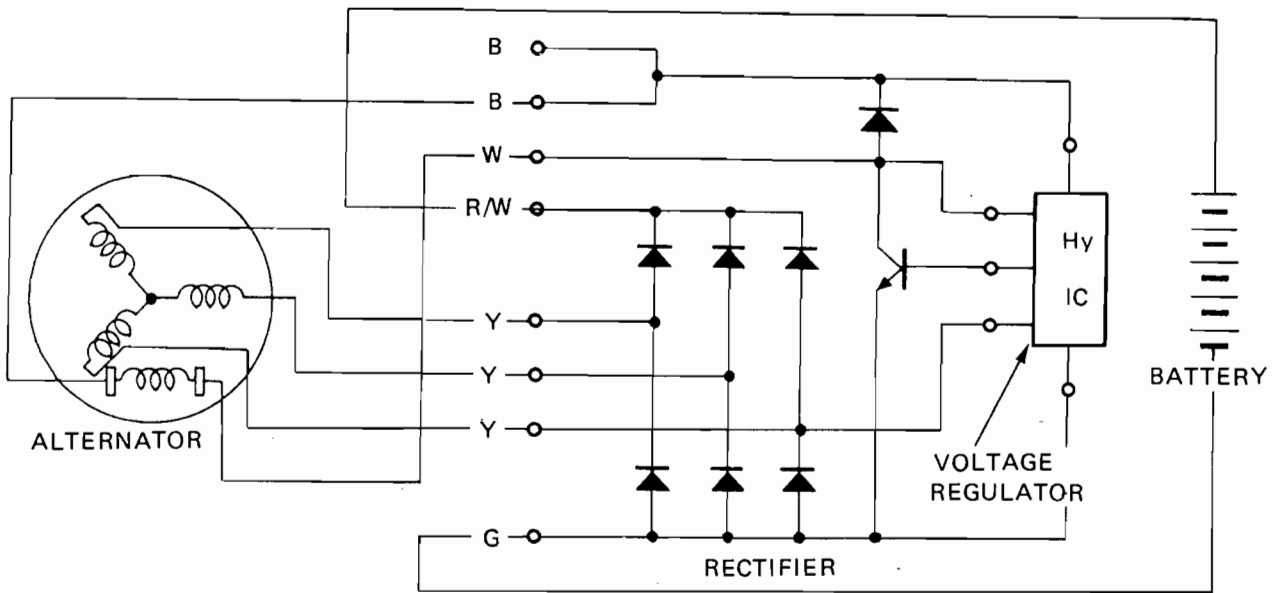 B
B
W
R/W
Y
Y
Y
G
Hy
IC
ALTERNATOR
RECTIFIER
VOLTAGE
REGULATOR
BATTERY